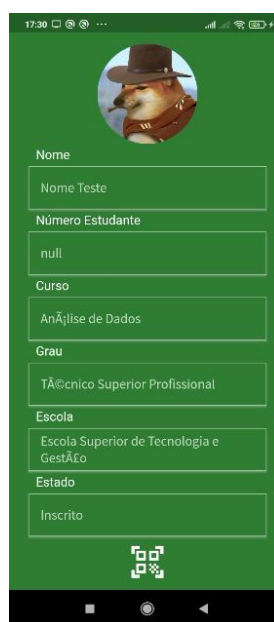 17:30
Nome
Nome Teste
Número Estudante
null
Curso
AnÃ¡lise de Dados
Grau
TÃ©cnico Superior Profissional
Escola
Escola Superior de Tecnologia e
GestÃ£o
Estado
Inscrito